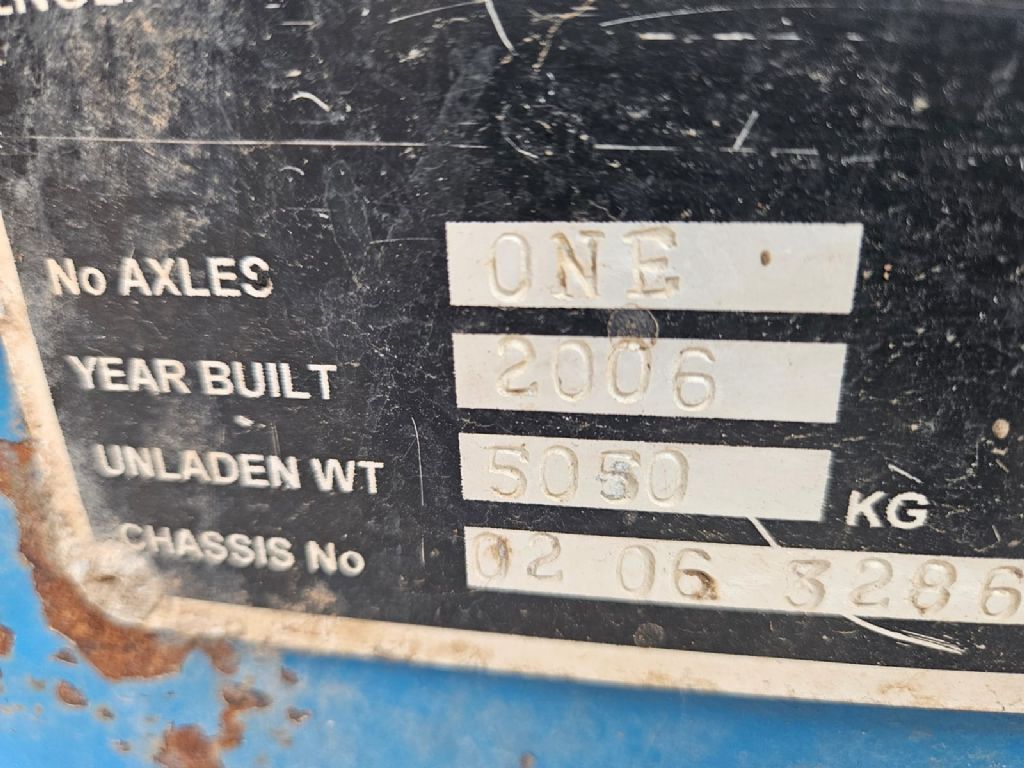 No AXLES ONE
YEAR BUILT 2006
UNLADEN WT 5050 KG
CHASSIS No 02 06 3286